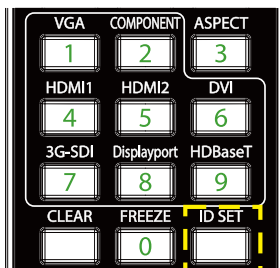 VGA COMPONENT ASPECT
1 2 3
HDMI1 HDMI2 DVI
4 5 6
3G-SDI Displayport HDBaseT
7 8 9
CLEAR FREEZE ID SET
0